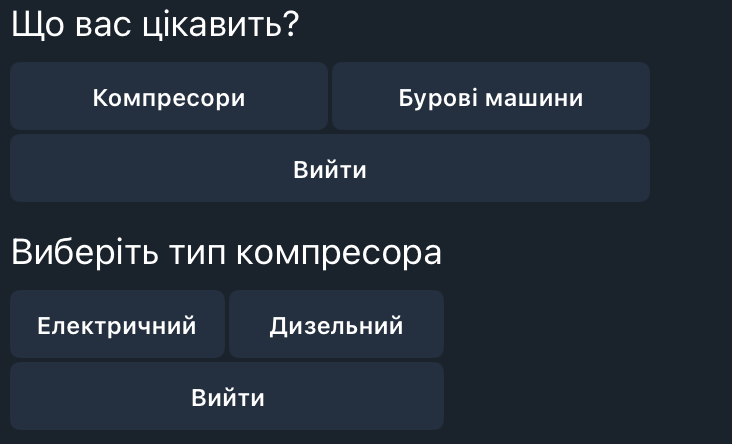 Що вас цікавить?
Компресори Бурові машини
Вийти
Виберіть тип компресора
Електричний Дизельний
Вийти